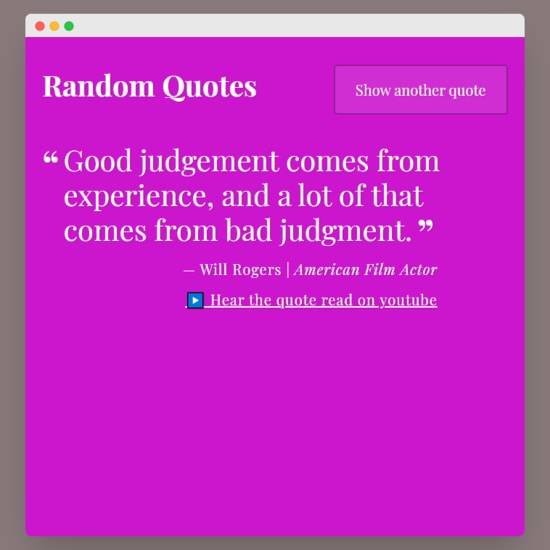 Random Quotes
Show another quote
“ Good judgement comes from
experience, and a lot of that
comes from bad judgment. ”
— Will Rogers | American Film Actor
▶️ Hear the quote read on youtube